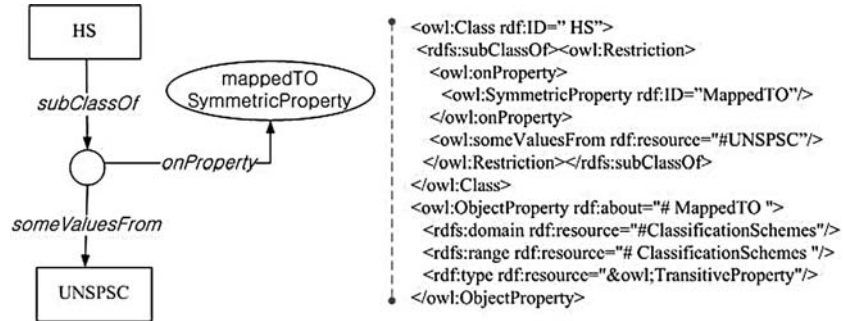 HS
subClassOf
mappedTO
SymmetricProperty
onProperty
someValuesFrom
UNSPSC
<owl:Class rdf:ID=” HS”>
<rdfs:subClassOf><owl:Restriction>
<owl:onProperty>
<owl:SymmetricProperty rdf:ID=”MappedTO”/>
</owl:onProperty>
<owl:someValuesFrom rdf:resource="#UNSPSC”/>
</owl:Restriction></rdfs:subClassOf>
</owl:Class>
<owl:ObjectProperty rdf:about="# MappedTO ">
<rdfs:domain rdf:resource="#ClassificationSchemes"/>
<rdfs:range rdf:resource="# ClassificationSchemes "/>
<rdf:type rdf:resource="&owl;TransitiveProperty"/>
</owl:ObjectProperty>